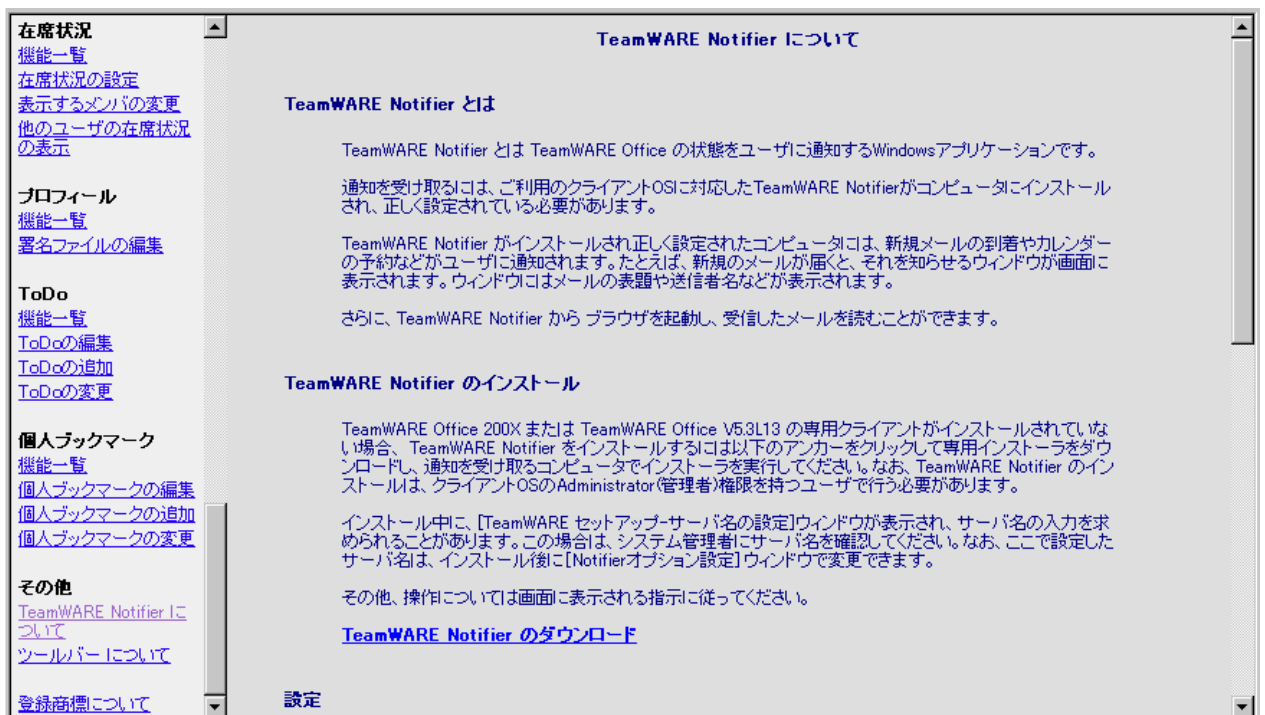 在席状況
機能一覧
在席状況の設定
表示するメンバの変更
他のユーザの在席状況
の表示
プロフィール
機能一覧
署名ファイルの編集
ToDo
機能一覧
ToDoの編集
ToDoの追加
ToDoの変更
個人ブックマーク
機能一覧
個人ブックマークの編集
個人ブックマークの追加
個人ブックマークの変更
その他
TeamWARE Notifier に
ついて
ツールバー について
登録商標について
TeamWARE Notifier について
TeamWARE Notifier とは
TeamWARE Notifier とは TeamWARE Office の状態をユーザに通知するWindowsアプリケーションです。
通知を受け取るには、ご利用のクライアントOSに対応したTeamWARE Notifierがコンピュータにインストール
され、正しく設定されている必要があります。
TeamWARE Notifier がインストールされ正しく設定されたコンピュータには、新規メールの到着やカレンダー
の予約などがユーザに通知されます。たとえば、新規のメールが届くと、それを知らせるウィンドウが画面に
表示されます。ウィンドウにはメールの表題や送信者名などが表示されます。
さらに、TeamWARE Notifier から ブラウザを起動し、受信したメールを読むことができます。
TeamWARE Notifier のインストール
TeamWARE Office 200X または TeamWARE Office V5.3L13 の専用クライアントがインストールされていな
い場合、 TeamWARE Notifier をインストールするには以下のアンカーをクリックして専用インストーラをダウ
ンロードし、通知を受け取るコンピュータでインストーラを実行してください。なお、TeamWARE Notifier のイン
ストールは、クライアントOSのAdministrator(管理者)権限を持つユーザで行う必要があります。
インストール中に、[TeamWARE セットアップ-サーバ名の設定]ウィンドウが表示され、サーバ名の入力を求
められることがあります。この場合は、システム管理者にサーバ名を確認してください。なお、ここで設定した
サーバ名は、インストール後に[Notifierオプション設定]ウィンドウで変更できます。
その他、操作については画面に表示される指示に従ってください。
TeamWARE Notifier のダウンロード
設定